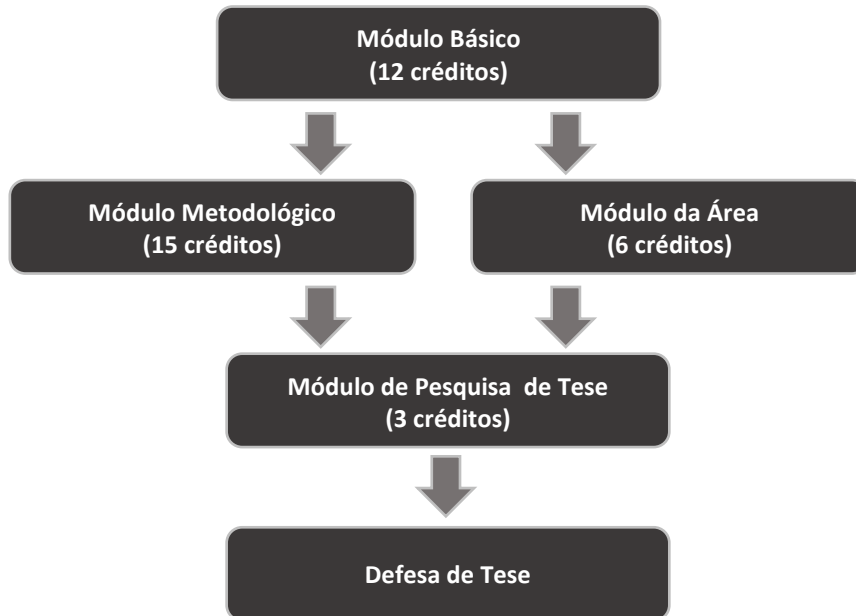 Módulo Básico
(12 créditos)
Módulo Metodológico
(15 créditos)
Módulo da Área
(6 créditos)
Módulo de Pesquisa  de Tese
(3 créditos)
Defesa de Tese